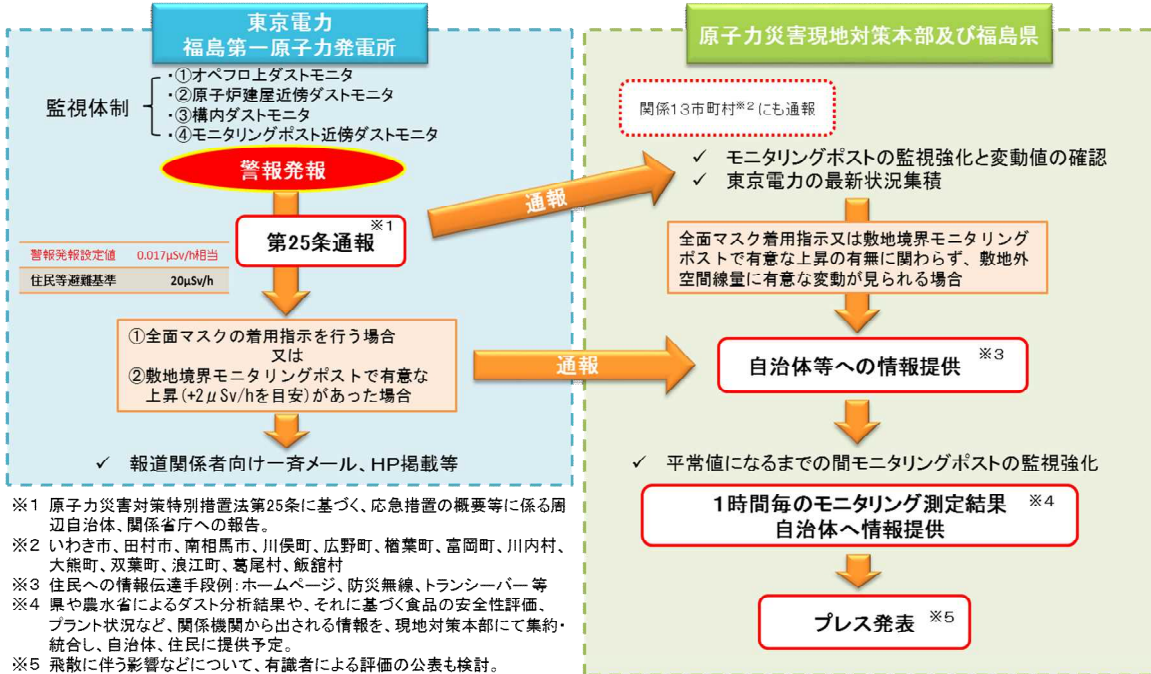 東京電力
福島第一原子力発電所
監視体制
・①オペフロ上ダストモニタ
・②原子炉建屋近傍ダストモニタ
・③構内ダストモニタ
・④モニタリングポスト近傍ダストモニタ
警報発報
第25条通報 ※1
警報発報設定値 0.017μSv/h相当
住民等避難基準 20μSv/h
①全面マスクの着用指示を行う場合
又は
②敷地境界モニタリングポストで有意な
上昇(+2μSv/hを目安)があった場合
✓ 報道関係者向け一斉メール、HP掲載等
通報
通報
原子力災害現地対策本部及び福島県
関係13市町村※2にも通報
✓ モニタリングポストの監視強化と変動値の確認
✓ 東京電力の最新状況集積
全面マスク着用指示又は敷地境界モニタリング
ポストで有意な上昇の有無に関わらず、敷地外
空間線量に有意な変動が見られる場合
自治体等への情報提供 ※3
✓ 平常値になるまでの間モニタリングポストの監視強化
1時間毎のモニタリング測定結果 ※4
自治体へ情報提供
プレス発表 ※5
※1 原子力災害対策特別措置法第25条に基づく、応急措置の概要等に係る周
辺自治体、関係省庁への報告。
※2 いわき市、田村市、南相馬市、川俣町、広野町、楢葉町、富岡町、川内村、
大熊町、双葉町、浪江町、葛尾村、飯舘村
※3 住民への情報伝達手段例:ホームページ、防災無線、トランシーバー 等
※4 県や農水省によるダスト分析結果や、それに基づく食品の安全性評価、
プラント状況など、関係機関から出される情報を、現地対策本部にて集約・
統合し、自治体、住民に提供予定。
※5 飛散に伴う影響などについて、有識者による評価の公表も検討。